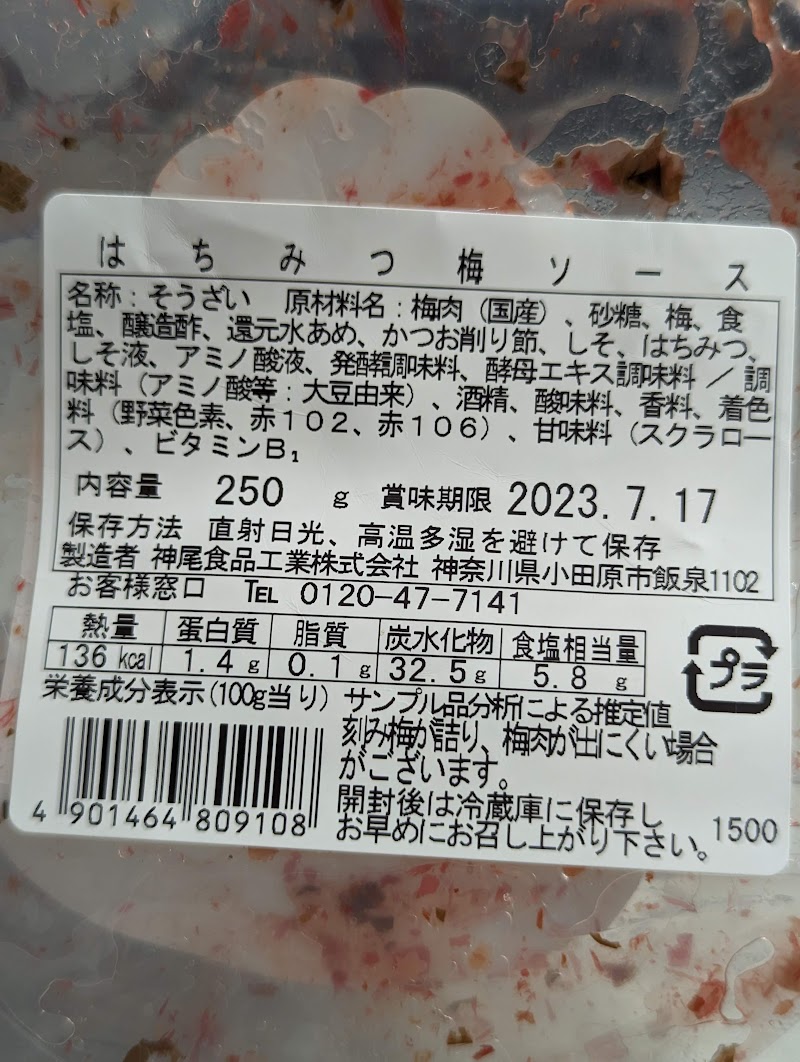 はちみつ梅ソース
名称：そうざい　原材料名：梅肉（国産）、砂糖、梅、食
塩、醸造酢、還元水あめ、かつお削り節、しそ、はちみつ、
しそ液、アミノ酸液、発酵調味料、酵母エキス調味料／調
味料（アミノ酸等：大豆由来）、酒精、酸味料、香料、着色
料（野菜色素、赤１０２、赤１０６）、甘味料（スクラロー
ス）、ビタミンB₁
内容量　250 g　賞味期限 2023. 7. 17
保存方法　直射日光、高温多湿を避けて保存
製造者 神尾食品工業株式会社 神奈川県小田原市飯泉1102
お客様窓口　TEL 0120-47-7141
熱量 蛋白質 脂質 炭水化物 食塩相当量
136 kcal 1.4 g 0.1 g 32.5 g 5.8 g
プラ
栄養成分表示(100g当り) サンプル品分析による推定値
刻み梅が詰り、梅肉が出にくい場合
がございます。
開封後は冷蔵庫に保存し
お早めにお召し上がり下さい。
1500
4 901464 809108